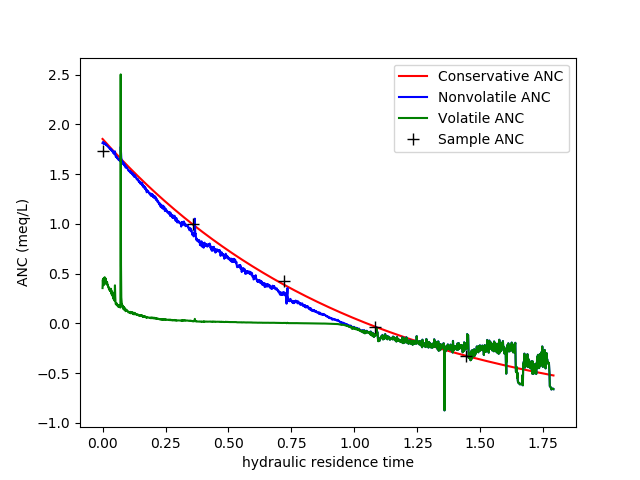 Conservative ANC
Nonvolatile ANC
Volatile ANC
Sample ANC
ANC (meq/L)
2.5
2.0
1.5
1.0
0.5
0.0
−0.5
−1.0
0.00 0.25 0.50 0.75 1.00 1.25 1.50 1.75
hydraulic residence time